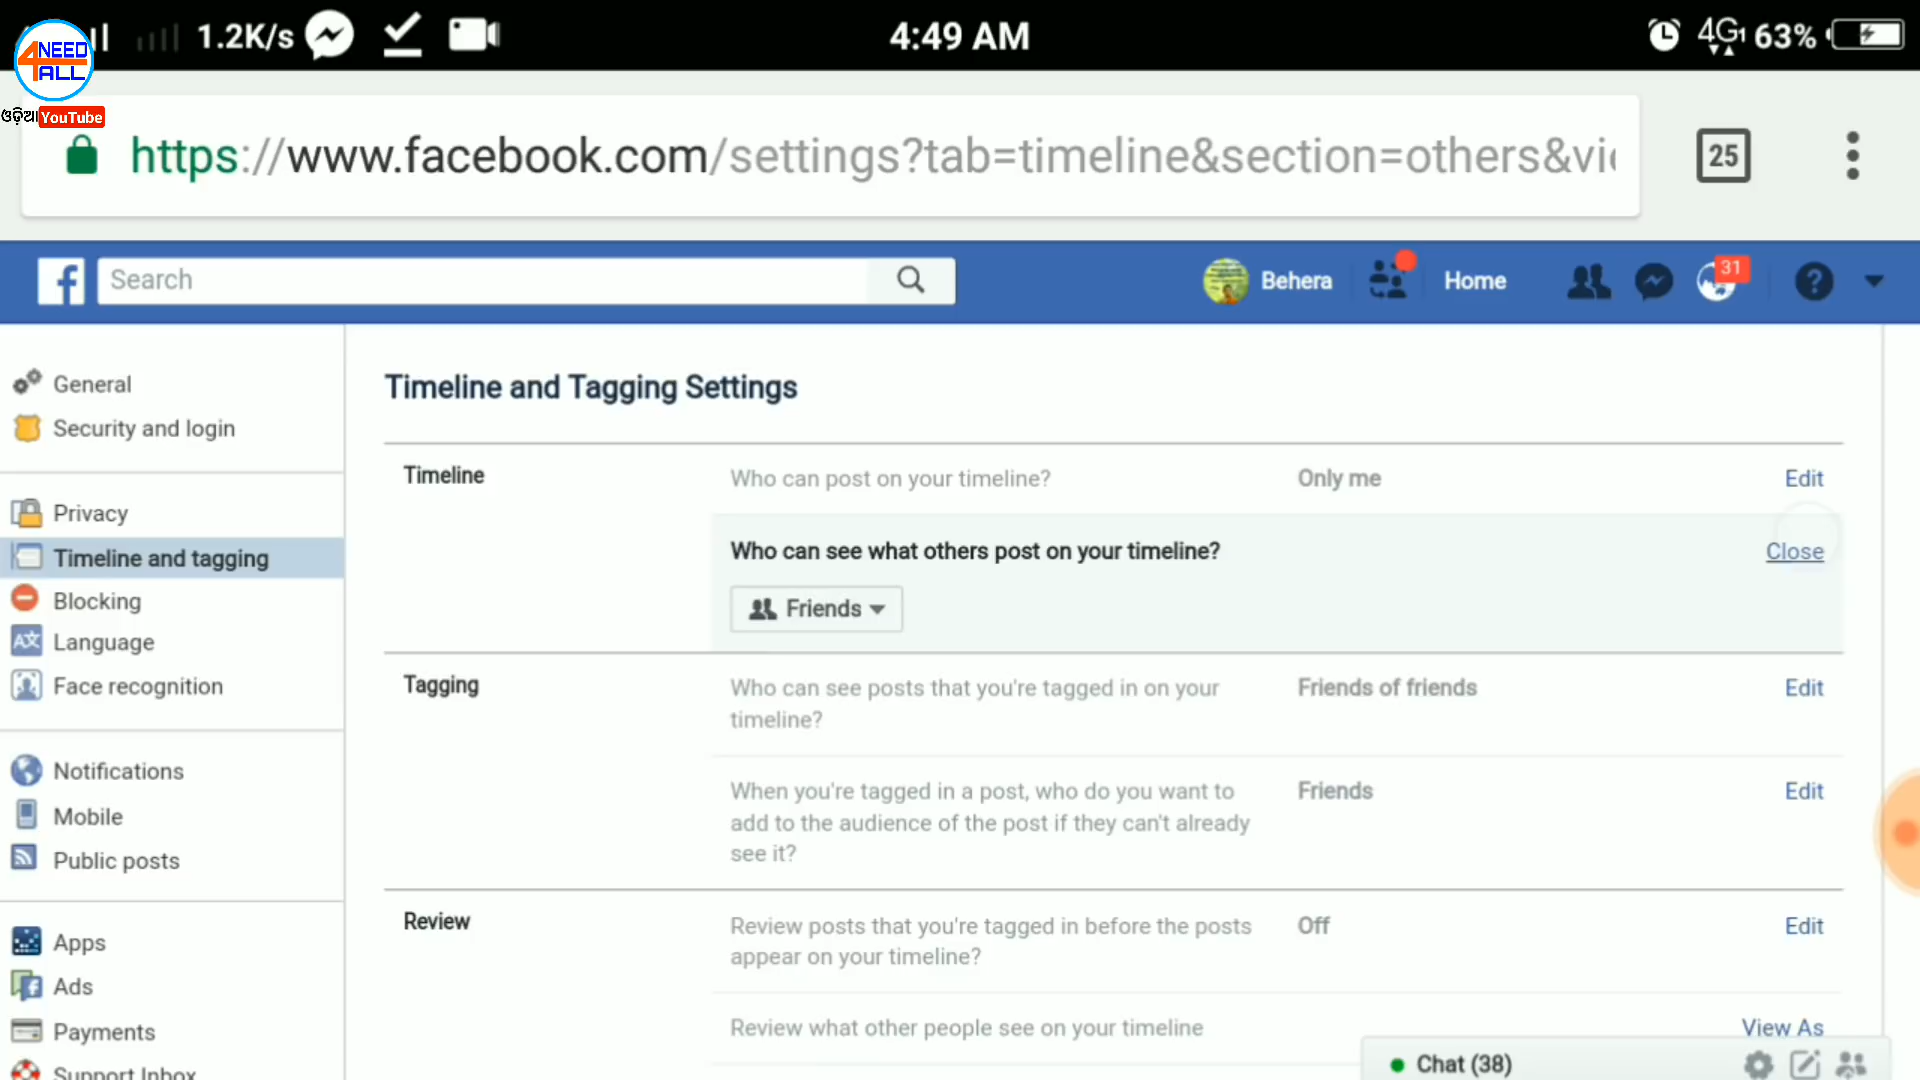 1.2K/s
4:49 AM
4G 63%
4NEED
ALL
ଓଡ଼ିଆ YouTube
https://www.facebook.com/settings?tab=timeline&section=others&vi
25
Search
Behera
Home
31
General
Security and login
Privacy
Timeline and tagging
Blocking
Language
Face recognition
Notifications
Mobile
Public posts
Apps
Ads
Payments
Support Inbox
Timeline and Tagging Settings
Timeline
Who can post on your timeline?
Only me
Edit
Who can see what others post on your timeline?
Close
Friends
Tagging
Who can see posts that you're tagged in on your
timeline?
Friends of friends
Edit
When you're tagged in a post, who do you want to
add to the audience of the post if they can't already
see it?
Friends
Edit
Review
Review posts that you're tagged in before the posts
appear on your timeline?
Off
Edit
Review what other people see on your timeline
View As
Chat (38)